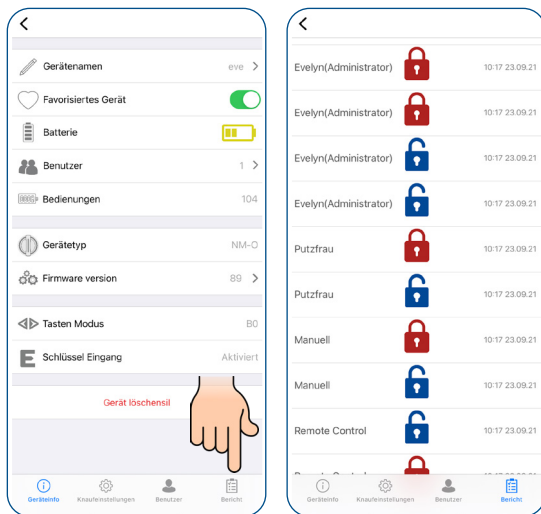 Gerätenamen eve
Favorisiertes Gerät
Batterie
Benutzer 1
0005 Bedienungen 104
Gerätetyp NM-O
Firmware version 89
Tasten Modus B0
E Schlüssel Eingang Aktiviert
Gerät löschensil
Geräteinfo Knaufeinstellungen Benutzer Bericht
Evelyn(Administrator) 10:17 23.09.21
Evelyn(Administrator) 10:17 23.09.21
Evelyn(Administrator) 10:17 23.09.21
Evelyn(Administrator) 10:17 23.09.21
Putzfrau 10:17 23.09.21
Putzfrau 10:17 23.09.21
Manuell 10:17 23.09.21
Manuell 10:17 23.09.21
Remote Control 10:17 23.09.21
Geräteinfo Knaufeinstellungen Benutzer Bericht